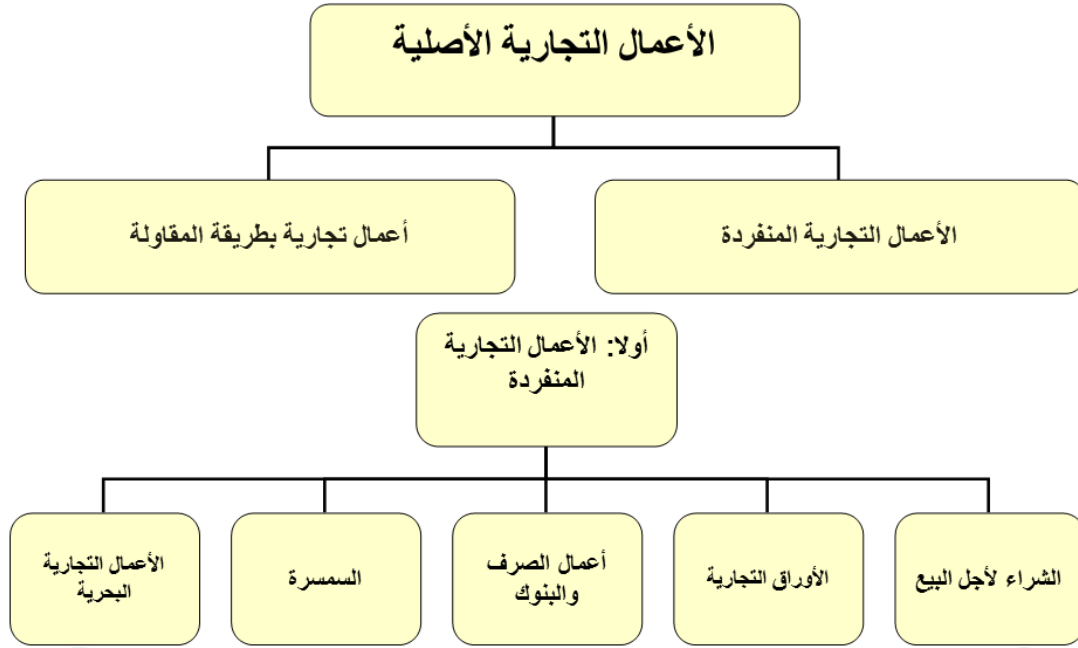 الأعمال التجارية الأصلية
الأعمال التجارية المنفردة
أعمال تجارية بطريقة المقاولة
أولا: الأعمال التجارية
المنفردة
الشراء لأجل البيع
الأوراق التجارية
أعمال الصرف
والبنوك
السمسرة
الأعمال التجارية
البحرية